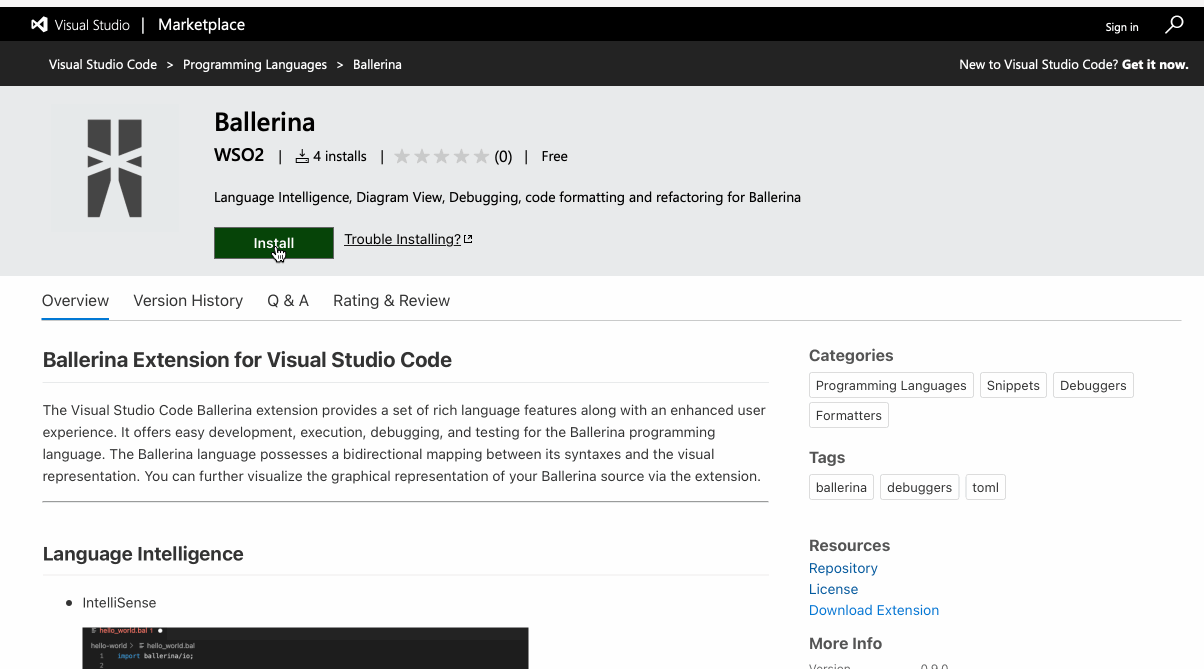 Visual Studio | Marketplace
Sign in
Visual Studio Code > Programming Languages > Ballerina
New to Visual Studio Code? Get it now.
Ballerina
WSO2 | 4 installs | (0) | Free
Language Intelligence, Diagram View, Debugging, code formatting and refactoring for Ballerina
Install
Trouble Installing?
Overview Version History Q & A Rating & Review
Ballerina Extension for Visual Studio Code
The Visual Studio Code Ballerina extension provides a set of rich language features along with an enhanced user
experience. It offers easy development, execution, debugging, and testing for the Ballerina programming
language. The Ballerina language possesses a bidirectional mapping between its syntaxes and the visual
representation. You can further visualize the graphical representation of your Ballerina source via the extension.
Language Intelligence
• IntelliSense
hello_world.bal 1 ●
hello-world > hello_world.bal
1 import ballerina/io;
2
Categories
Programming Languages Snippets Debuggers
Formatters
Tags
ballerina debuggers toml
Resources
Repository
License
Download Extension
More Info
Version 0.9.0